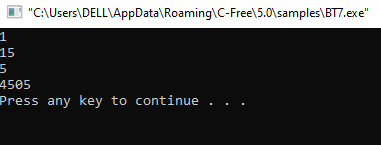 "C:\Users\DELL\AppData\Roaming\C-Free\5.0\samples\BT7.exe"
1
15
5
4505
Press any key to continue . . .